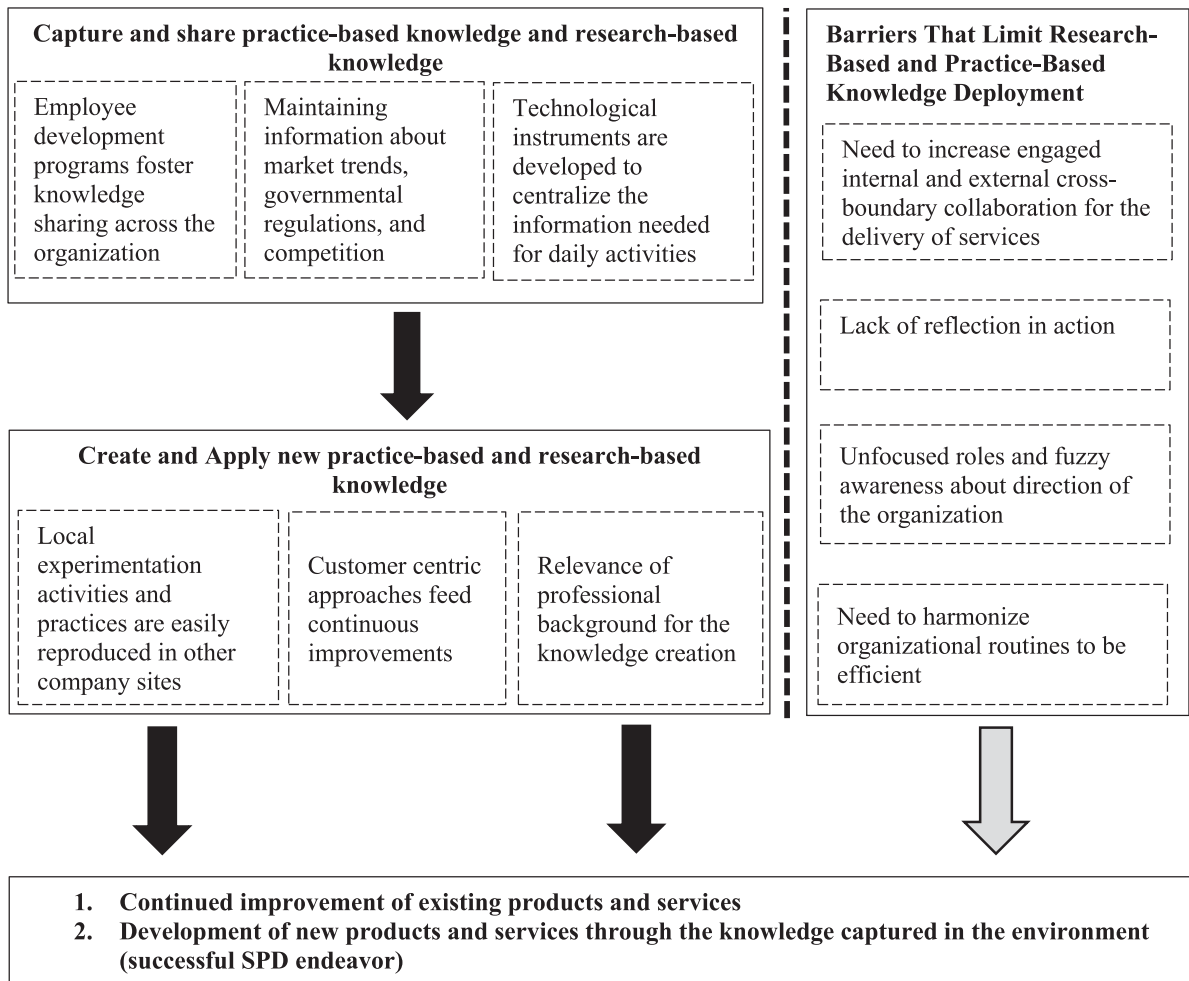 Capture and share practice-based knowledge and research-based
knowledge
Employee
development
programs foster
knowledge
sharing across the
organization
Maintaining
information about
market trends,
governmental
regulations, and
competition
Technological
instruments are
developed to
centralize the
information needed
for daily activities
Create and Apply new practice-based and research-based
knowledge
Local
experimentation
activities and
practices are easily
reproduced in other
company sites
Customer centric
approaches feed
continuous
improvements
Relevance of
professional
background for the
knowledge creation
Barriers That Limit Research-
Based and Practice-Based
Knowledge Deployment
Need to increase engaged
internal and external cross-
boundary collaboration for the
delivery of services
Lack of reflection in action
Unfocused roles and fuzzy
awareness about direction of
the organization
Need to harmonize
organizational routines to be
efficient
1. Continued improvement of existing products and services
2. Development of new products and services through the knowledge captured in the environment
(successful SPD endeavor)